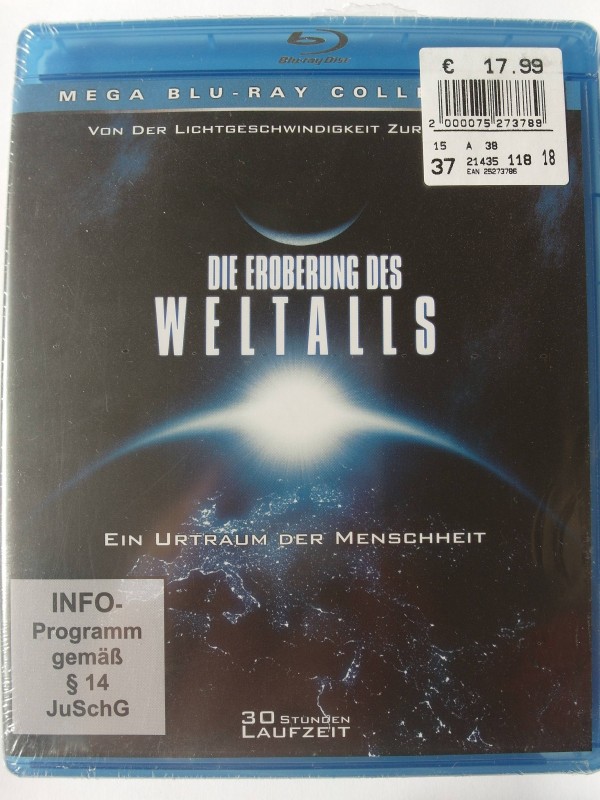 Blu-ray Disc
€ 17.99
MEGA BLU-RAY
2 000075 273789
VON DER LICHTGESCHWINDIGKEIT
15 A 38
37 21435 118 18
EAN 25273786
DIE EROBERUNG DES
WELTALLS
EIN URTRAUM DER MENSCHHEIT
INFO-
Programm
gemäß
§ 14
JuSchG
30 STUNDEN
LAUFZEIT